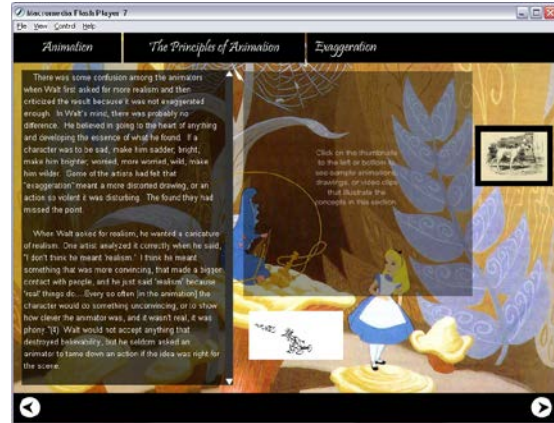 Macromedia Flash Player 7
File View Control Help
Animation The Principles of Animation Exaggeration
There was some confusion among the animators
when Walt first asked for more realism and then
criticized the result because it was not exaggerated
enough. In Walt's mind, there was probably no
difference. He believed in going to the heart of anything
and developing the essence of what he found. If a
character was to be sad, make him sadder, bright,
make him brighter; worried, more worried, wild, make
him wilder. Some of the artists had felt that
"exaggeration" meant a more distorted drawing, or an
action so violent it was disturbing. The found they had
missed the point.
When Walt asked for realism, he wanted a caricature
of realism. One artist analyzed it correctly when he said,
"I don't think he meant 'realism.' I think he meant
something that was more convincing, that made a bigger
contact with people, and he just said 'realism' because
'real' things do....Every so often [in the animation] the
character would do something unconvincing, or to show
how clever the animator was, and it wasn't real, it was
phony."(4) Walt would not accept anything that
destroyed believability, but he seldom asked an
animator to tame down an action if the idea was right for
the scene.
Click on the thumbnails
to the left or bottom to
see sample animations,
drawings, or video clips
that illustrate the
concepts in this section.